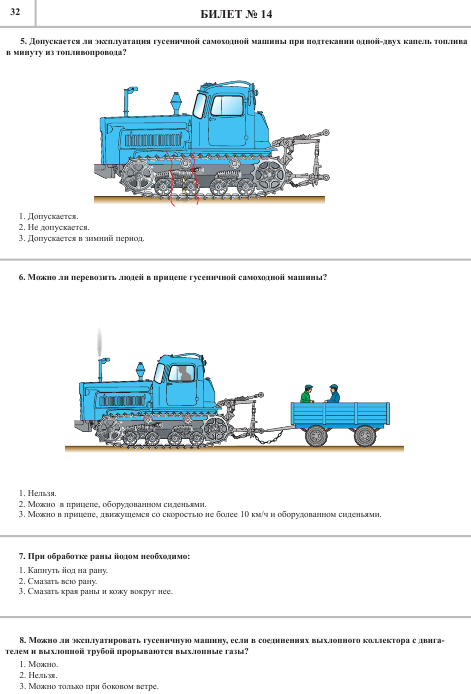 32
БИЛЕТ № 14
5. Допускается ли эксплуатация гусеничной самоходной машины при подтекании одной-двух капель топлива
в минуту из топливопровода?
1. Допускается.
2. Не допускается.
3. Допускается в зимний период.
6. Можно ли перевозить людей в прицепе гусеничной самоходной машины?
1. Нельзя.
2. Можно в прицепе, оборудованном сиденьями.
3. Можно в прицепе, движущемся со скоростью не более 10 км/ч и оборудованном сиденьями.
7. При обработке раны йодом необходимо:
1. Капнуть йод на рану.
2. Смазать всю рану.
3. Смазать края раны и кожу вокруг нее.
8. Можно ли эксплуатировать гусеничную машину, если в соединениях выхлопного коллектора с двига-
телем и выхлопной трубой прорываются выхлопные газы?
1. Можно.
2. Нельзя.
3. Можно только при боковом ветре.